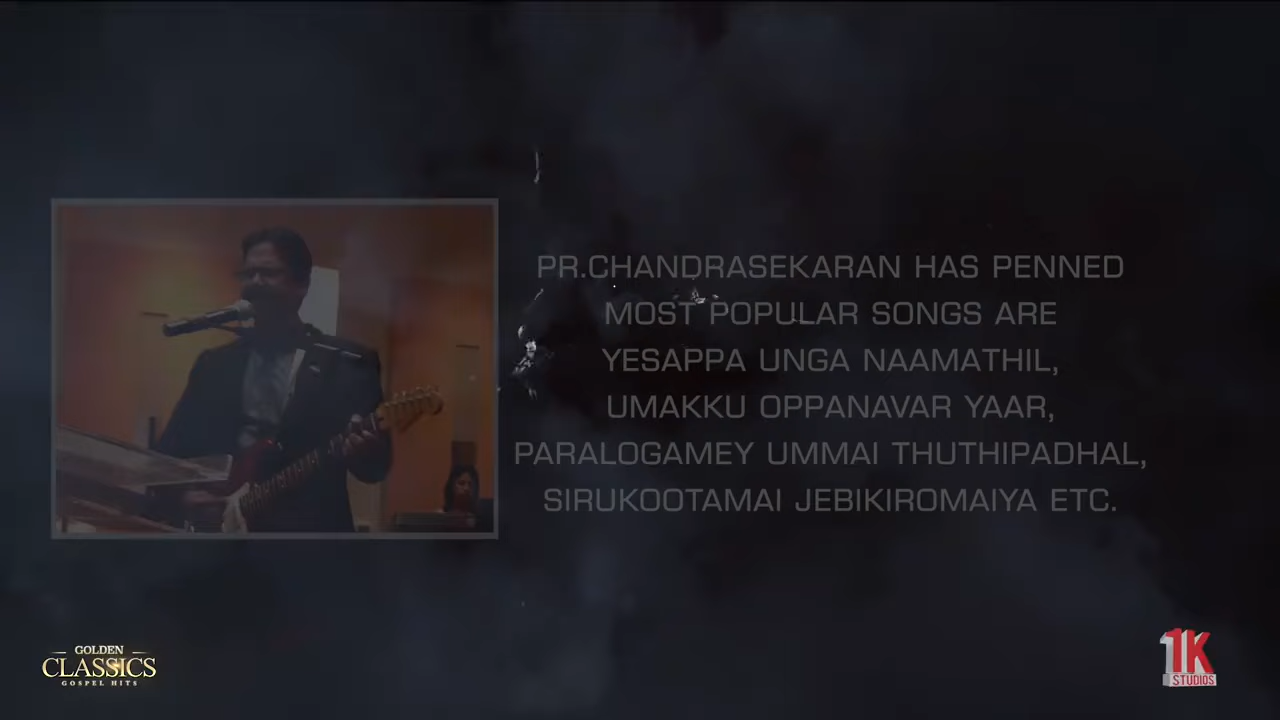 PR.CHANDRASEKARAN HAS PENNED
MOST POPULAR SONGS ARE
YESAPPA UNGA NAAMATHIL,
UMAKKU OPPANAVAR YAAR,
PARALOGAMEY UMMAI THUTHIPADHAL,
SIRUKOOTAMAI JEBIKIROMAIYA ETC.
GOLDEN
CLASSICS
GOSPEL HITS
1K
STUDIOS